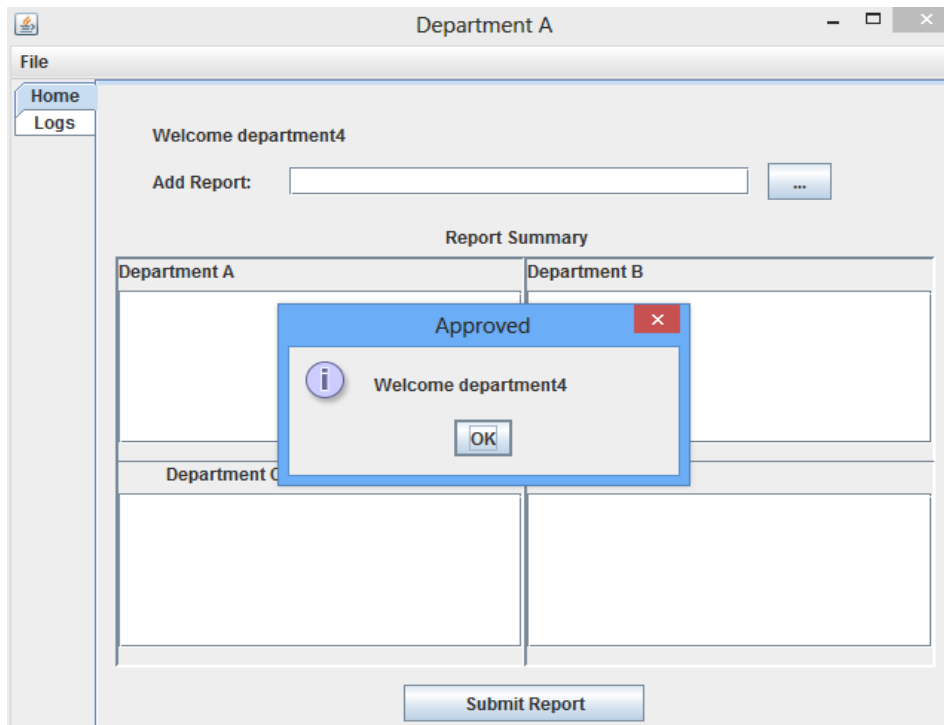 Department A
File
Home
Logs
Welcome department4
Add Report:
...
Report Summary
Department A
Department B
Approved
Welcome department4
OK
Department
Submit Report